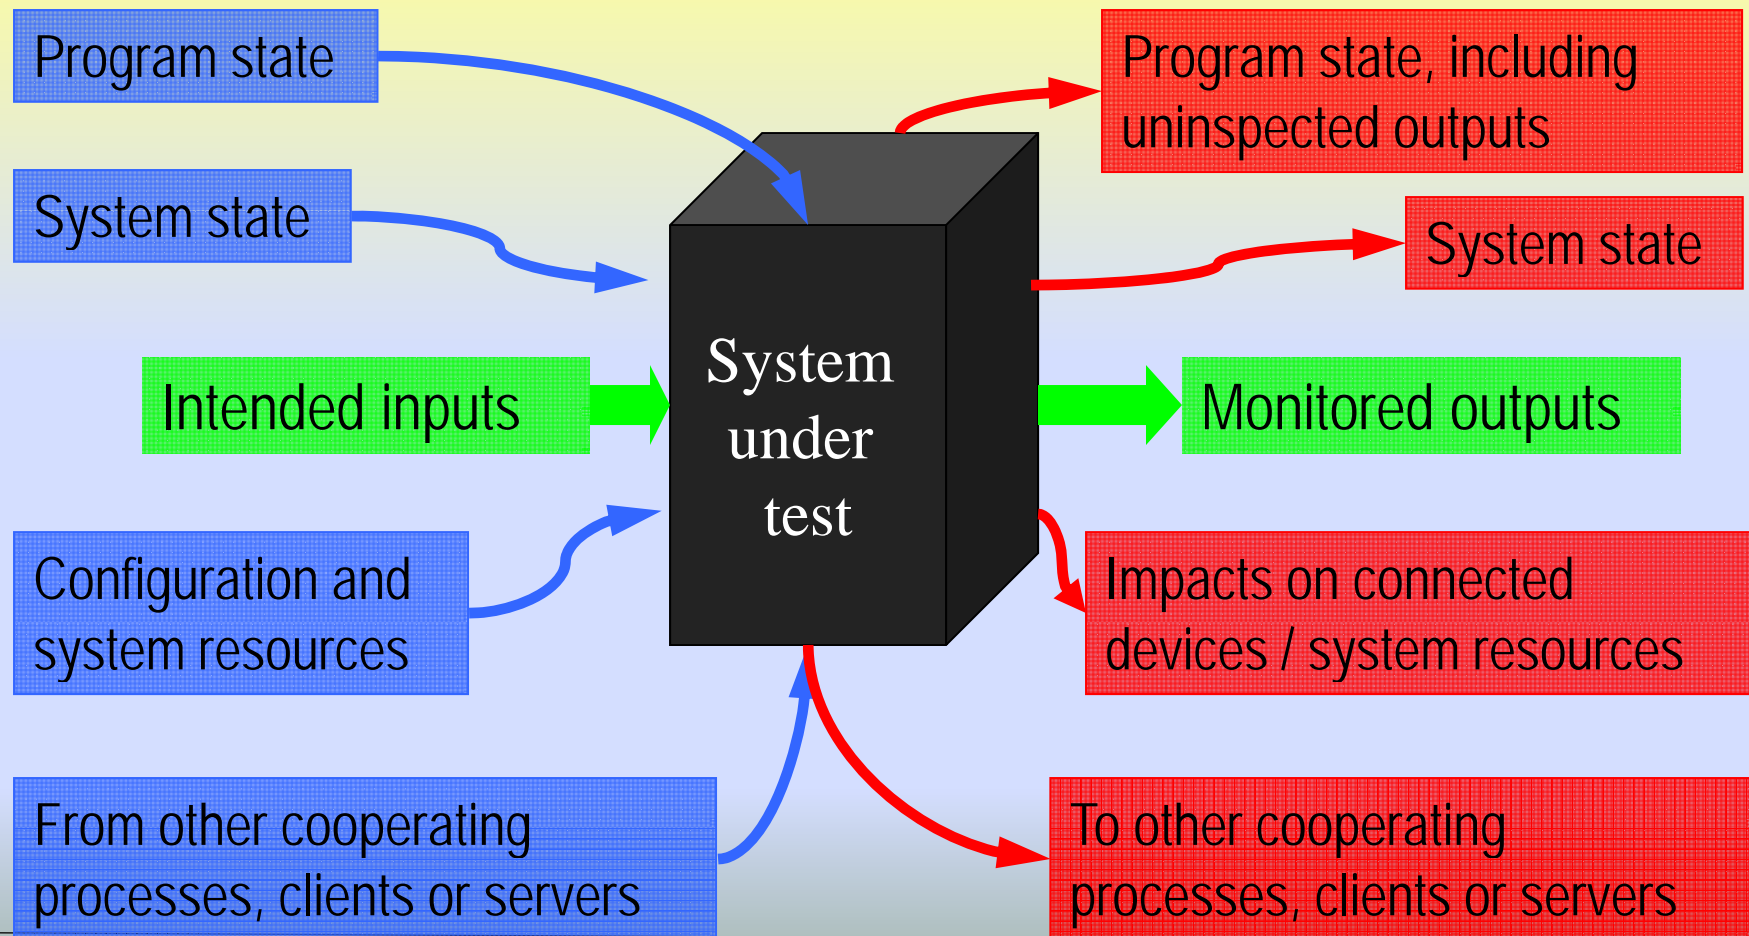 Program state
Program state, including
uninspected outputs
System state
System state
System
under
test
Intended inputs
Monitored outputs
Configuration and
system resources
Impacts on connected
devices / system resources
From other cooperating
processes, clients or servers
To other cooperating
processes, clients or servers